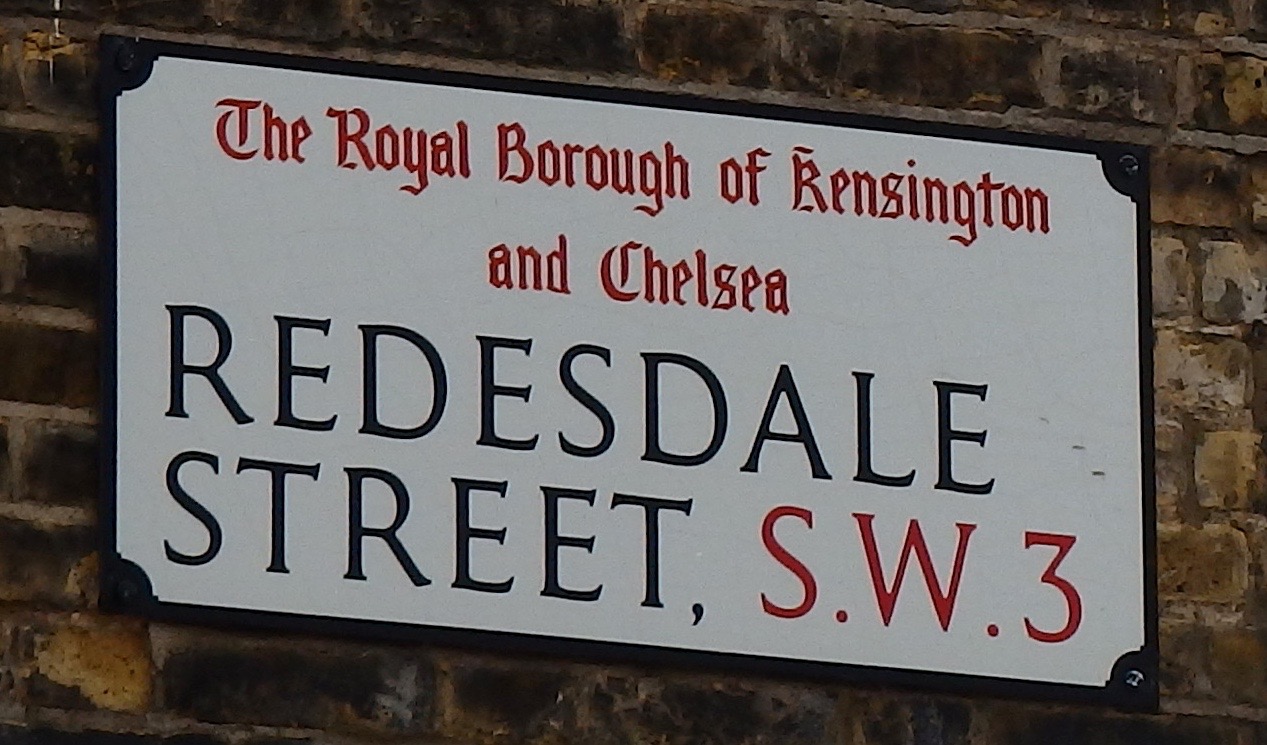 The Royal Borough of Kensington
and Chelsea
REDESDALE
STREET, S.W.3